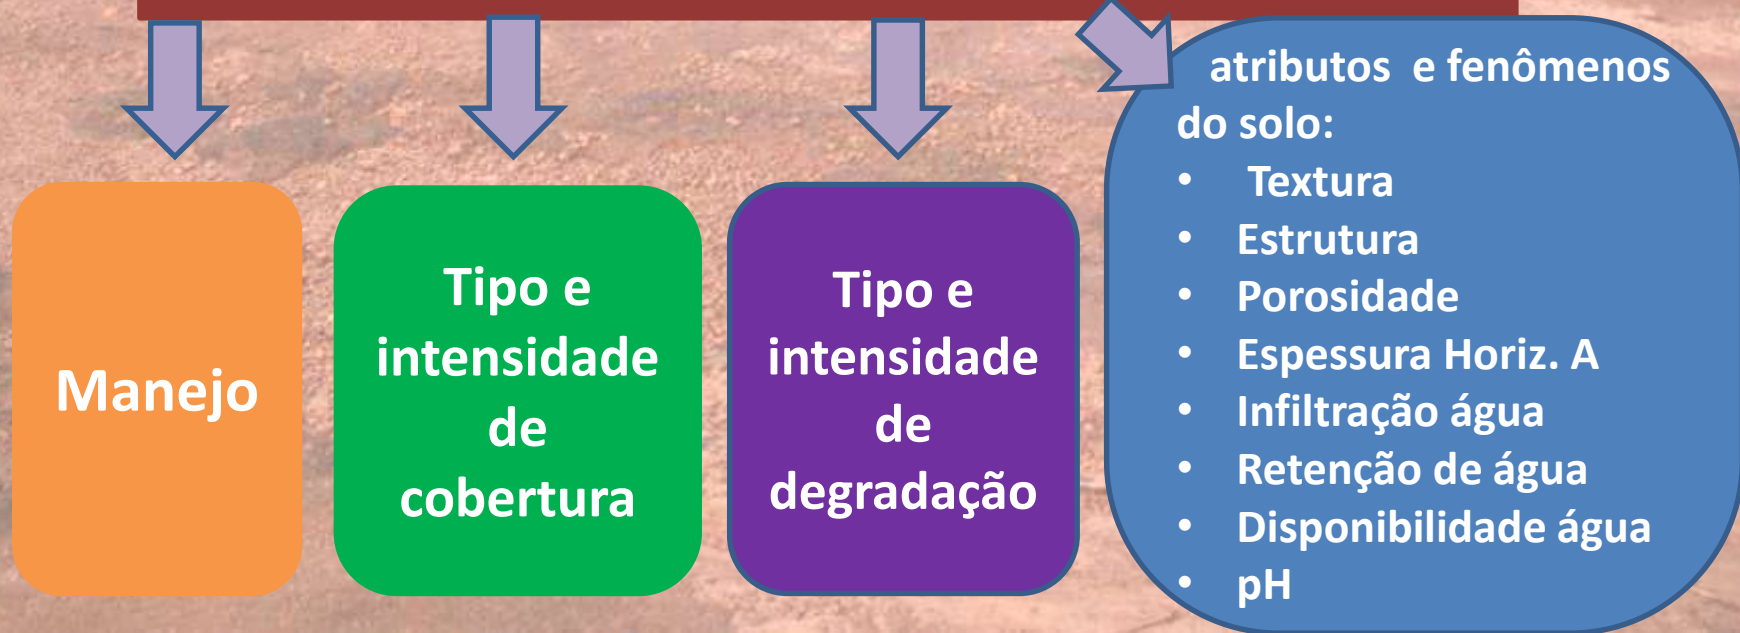 Manejo
Tipo e
intensidade
de
cobertura
Tipo e
intensidade
de
degradação
atributos e fenômenos
do solo:
• Textura
• Estrutura
• Porosidade
• Espessura Horiz. A
• Infiltração água
• Retenção de água
• Disponibilidade água
• pH